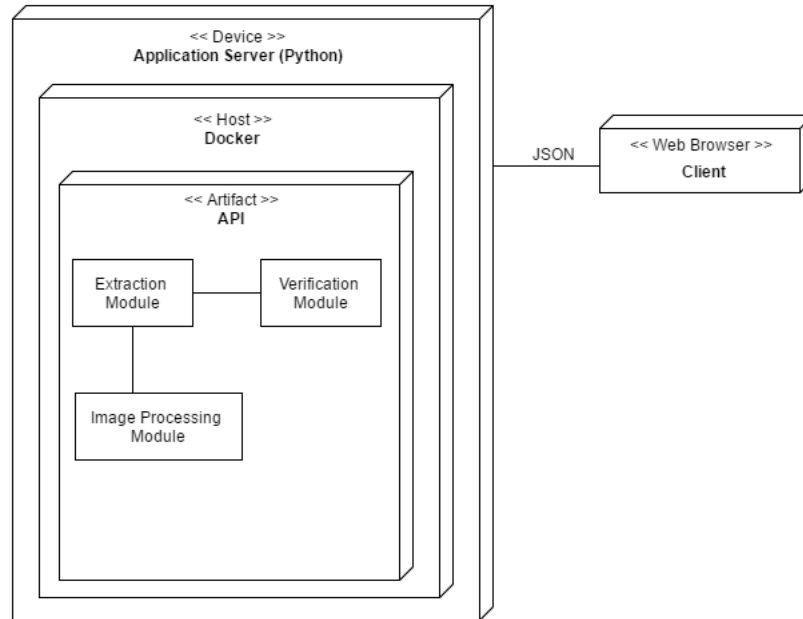 << Device >>
Application Server (Python)
<< Host >>
Docker
<< Artifact >>
API
Extraction
Module
Verification
Module
Image Processing
Module
JSON
<< Web Browser >>
Client